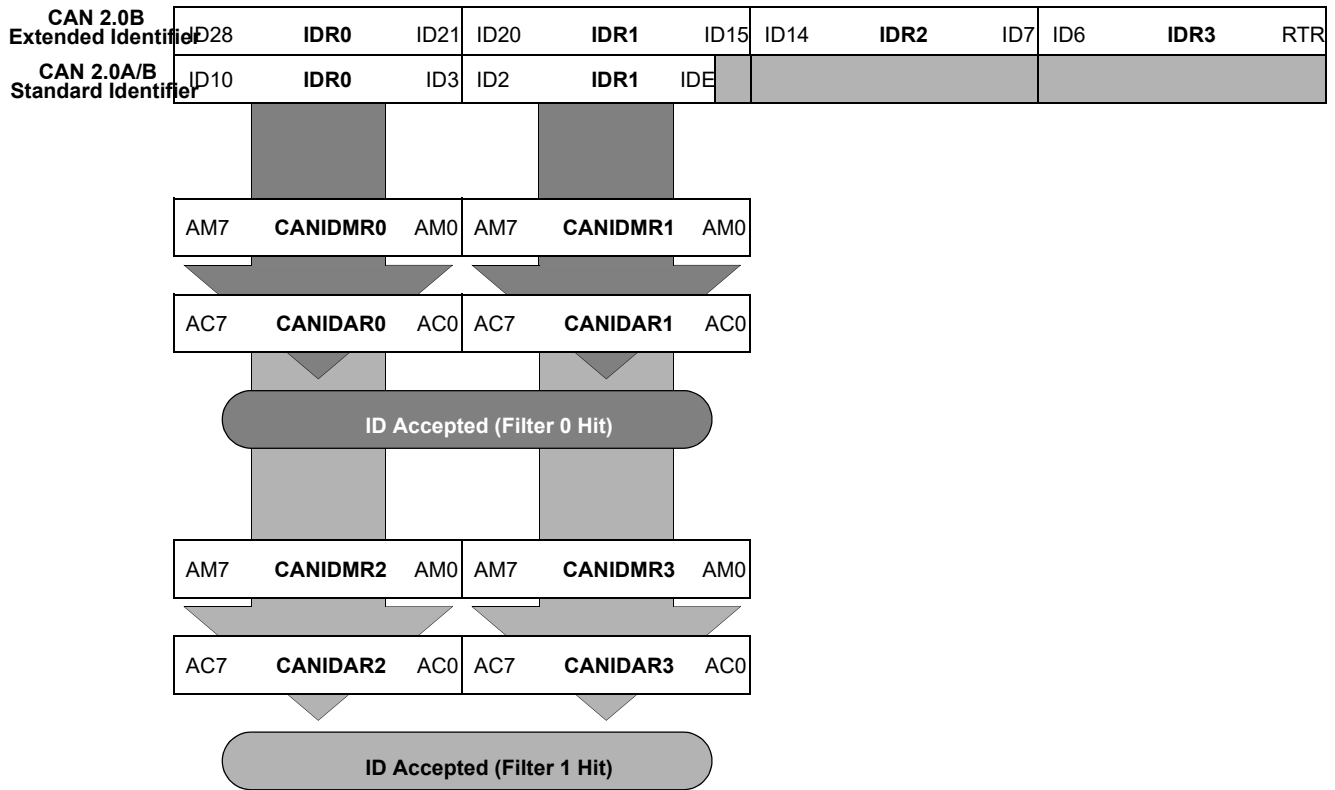 CAN 2.0B
Extended Identifier ID28 IDR0 ID21 ID20 IDR1 ID15 ID14 IDR2 ID7 ID6 IDR3 RTR
CAN 2.0A/B
Standard Identifier ID10 IDR0 ID3 ID2 IDR1 IDE
AM7 CANIDMR0 AM0 AM7 CANIDMR1 AM0
AC7 CANIDAR0 AC0 AC7 CANIDAR1 AC0
ID Accepted (Filter 0 Hit)
AM7 CANIDMR2 AM0 AM7 CANIDMR3 AM0
AC7 CANIDAR2 AC0 AC7 CANIDAR3 AC0
ID Accepted (Filter 1 Hit)